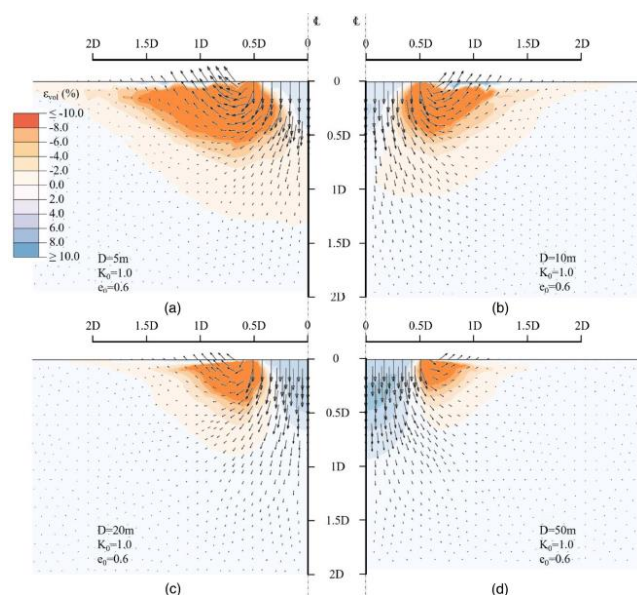 ℄ ℄
2D 1.5D 1D 0.5D 0 0 0.5D 1D 1.5D 2D
0
0.5D
1D
1.5D
2D
εvol (%)
≤ -10.0
-8.0
-6.0
-4.0
-2.0
0.0
2.0
4.0
6.0
8.0
≥ 10.0
D=5m
K₀=1.0
e₀=0.6
(a)
D=10m
K₀=1.0
e₀=0.6
(b)
2D 1.5D 1D 0.5D 0 0 0.5D 1D 1.5D 2D
0
0.5D
1D
1.5D
2D
D=20m
K₀=1.0
e₀=0.6
(c)
D=50m
K₀=1.0
e₀=0.6
(d)